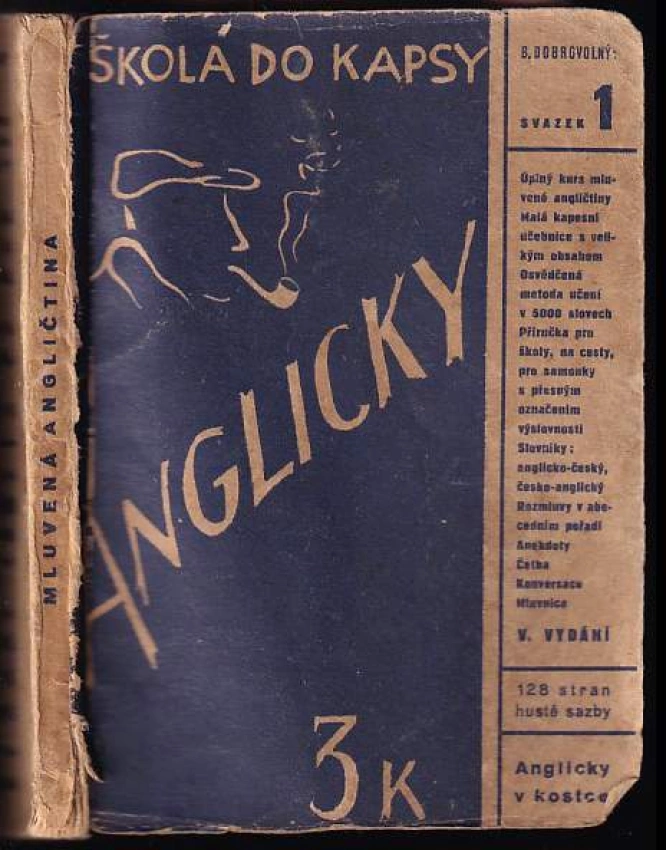 MLUVENÁ ANGLIČTINA
ŠKOLA DO KAPSY
ANGLICKY
3 K
B. DOBROVOLNÝ:
SVAZEK 1
Úplný kurs mlu-
vené angličtiny
Malá kapesní
učebnice s veli-
kým obsahem
Osvědčená
metoda učení
v 5000 slovech
Příručka pro
školy, na cesty,
pro samouky
s přesným
označením
výslovnosti
Slovníky:
anglicko-český,
česko-anglický
Rozmluvy v abe-
cedním pořadí
Anekdoty
Četba
Konversace
Mluvnice
V. VYDÁNÍ
128 stran
husté sazby
Anglicky
v kostce